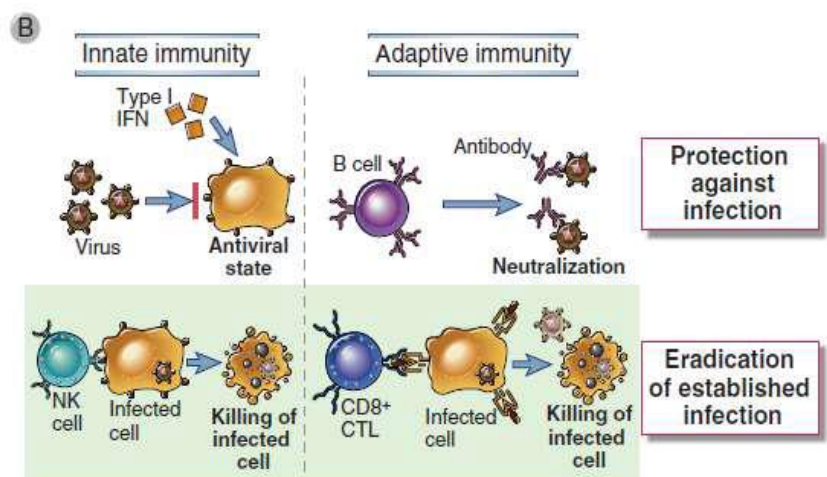 B
Innate immunity
Adaptive immunity
Type I
IFN
Virus
Antiviral
state
B cell
Antibody
Neutralization
Protection
against
infection
NK
cell
Infected
cell
Killing of
infected
cell
CD8+
CTL
Infected
cell
Killing of
infected
cell
Eradication
of established
infection